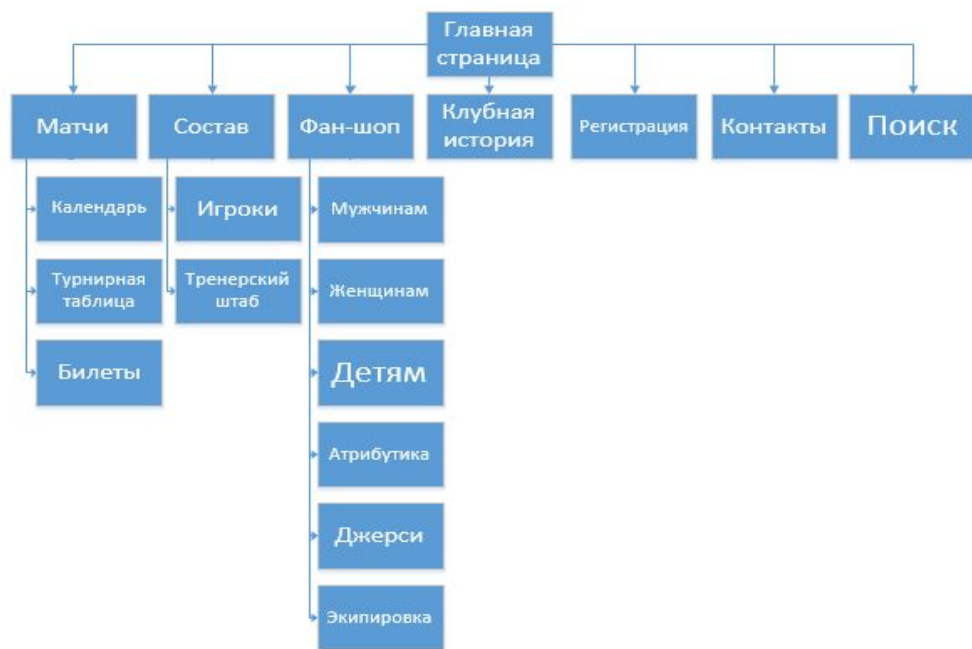 Главная
страница
Матчи
Состав
Фан-шоп
Клубная
история
Регистрация
Контакты
Поиск
Календарь
Игроки
Мужчинам
Турнирная
таблица
Тренерский
штаб
Женщинам
Билеты
Детям
Атрибутика
Джерси
Экипировка